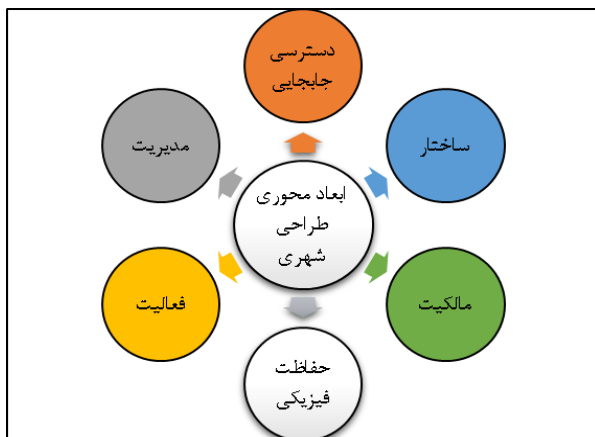 دسترسی
جابجایی
مدیریت
ساختار
ابعاد محوری
طراحی
شهری
فعالیت
مالکیت
حفاظت
فیزیکی